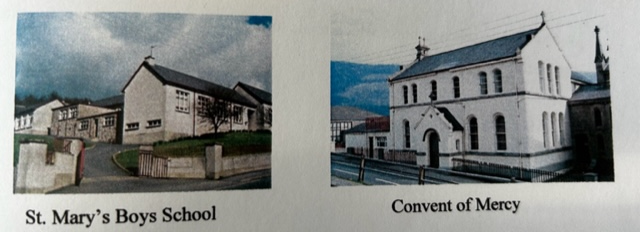 St. Mary's Boys School
Convent of Mercy